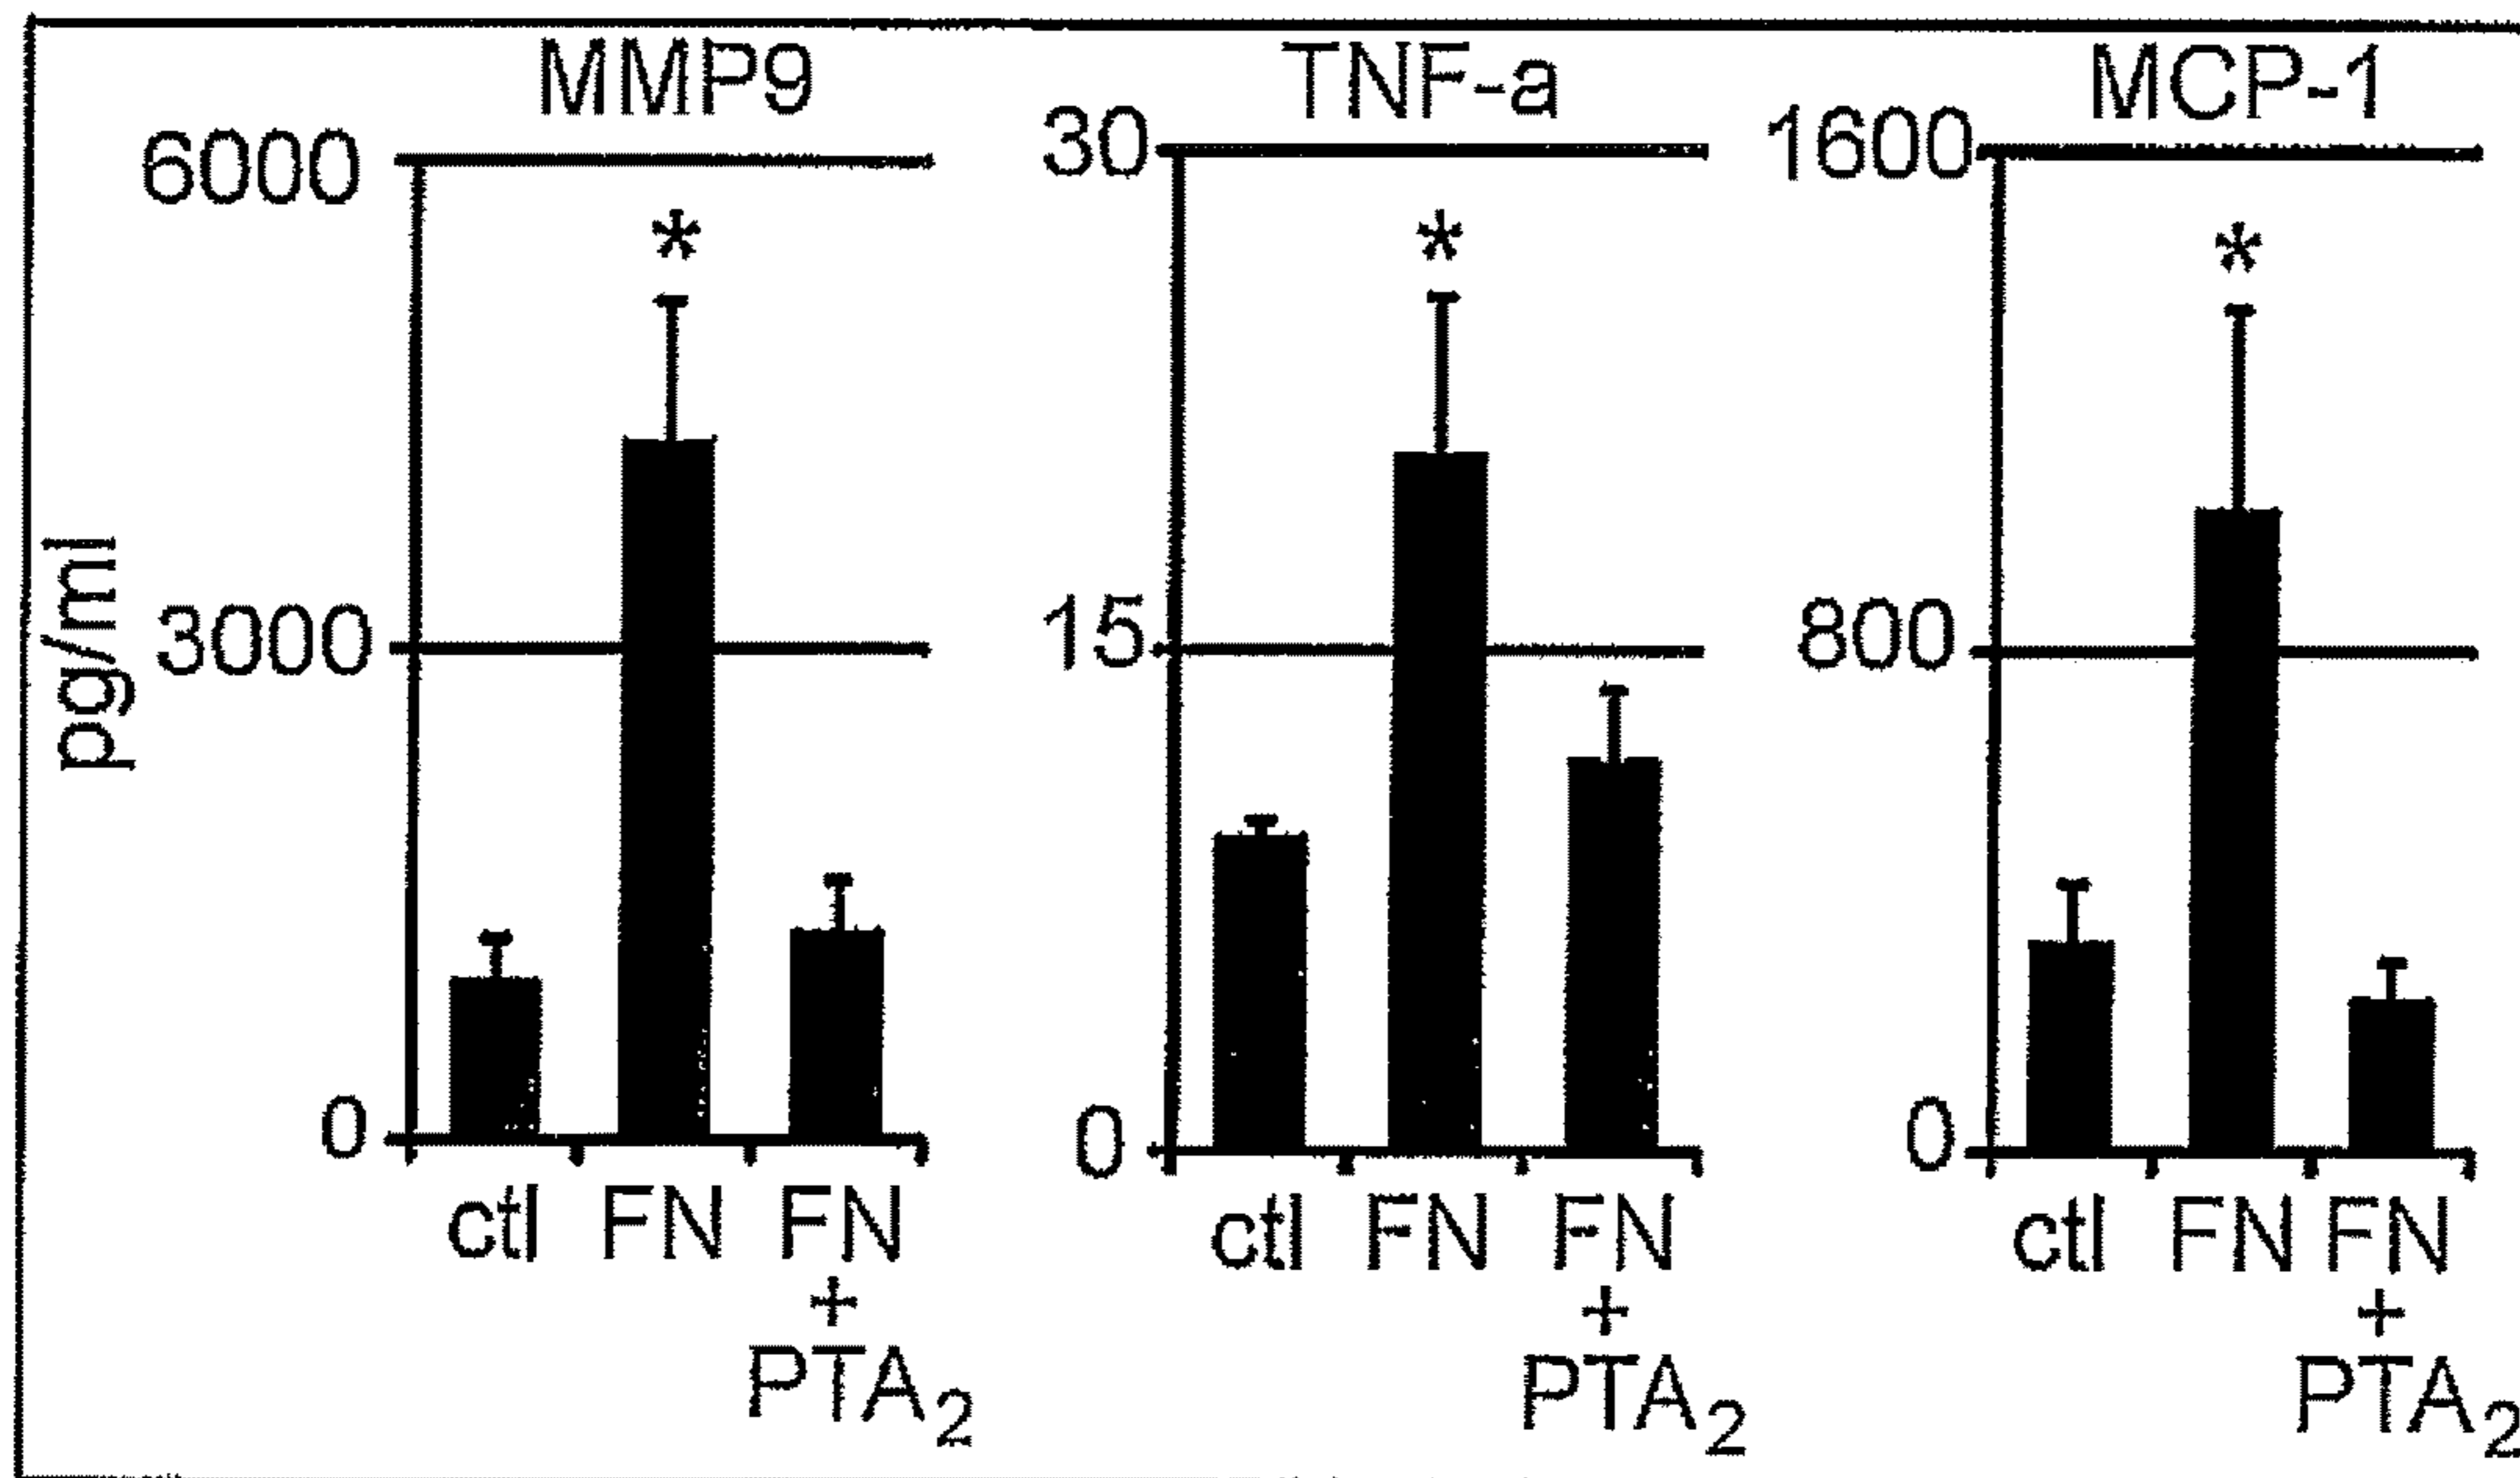 MMP9 TNF-a MCP-1
6000 30 1600
* * *
pg/ml
3000 15 800
0 0 0
ctl FN FN ctl FN FN ctl FN FN
+ + +
PTA₂ PTA₂ PTA₂